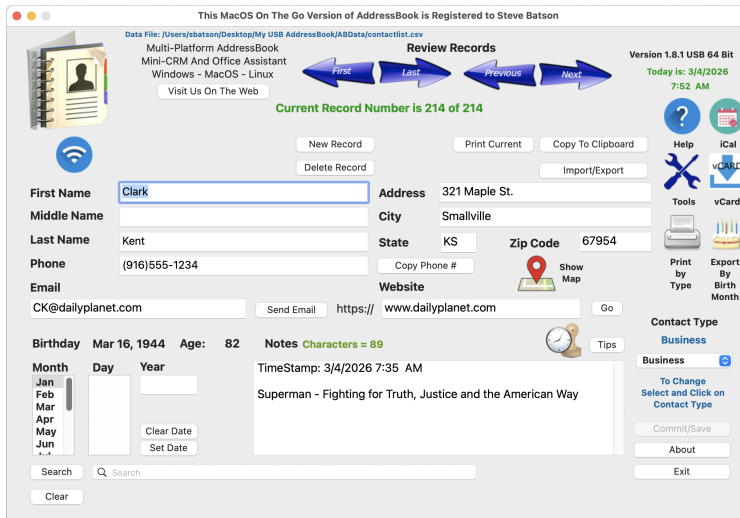 This MacOS On The Go Version of AddressBook is Registered to Steve Batson
Data File: /Users/sbatson/Desktop/My USB AddressBook/ABData/contactlist.csv
Multi-Platform AddressBook
Mini-CRM And Office Assistant
Windows - MacOS - Linux
Visit Us On The Web
Review Records
First Last Previous Next
Version 1.8.1 USB 64 Bit
Today is: 3/4/2026
7:52 AM
Current Record Number is 214 of 214
New Record Print Current Copy To Clipboard
Delete Record Import/Export
Help iCal
vCARD
Tools vCard
First Name Clark Address 321 Maple St.
Middle Name City Smallville
Last Name Kent State KS Zip Code 67954
Phone (916)555-1234 Copy Phone # Show
Map
Print
by
Type
Export
By
Birth
Month
Email Website
CK@dailyplanet.com Send Email https:// www.dailyplanet.com Go
Birthday Mar 16, 1944 Age: 82 Notes Characters = 89 Tips
Month Day Year
Jan
Feb
Mar
Apr
May
Jun
Clear Date
Set Date
TimeStamp: 3/4/2026 7:35 AM
Superman - Fighting for Truth, Justice and the American Way
Contact Type
Business
Business
To Change
Select and Click on
Contact Type
Commit/Save
About
Exit
Search Search
Clear